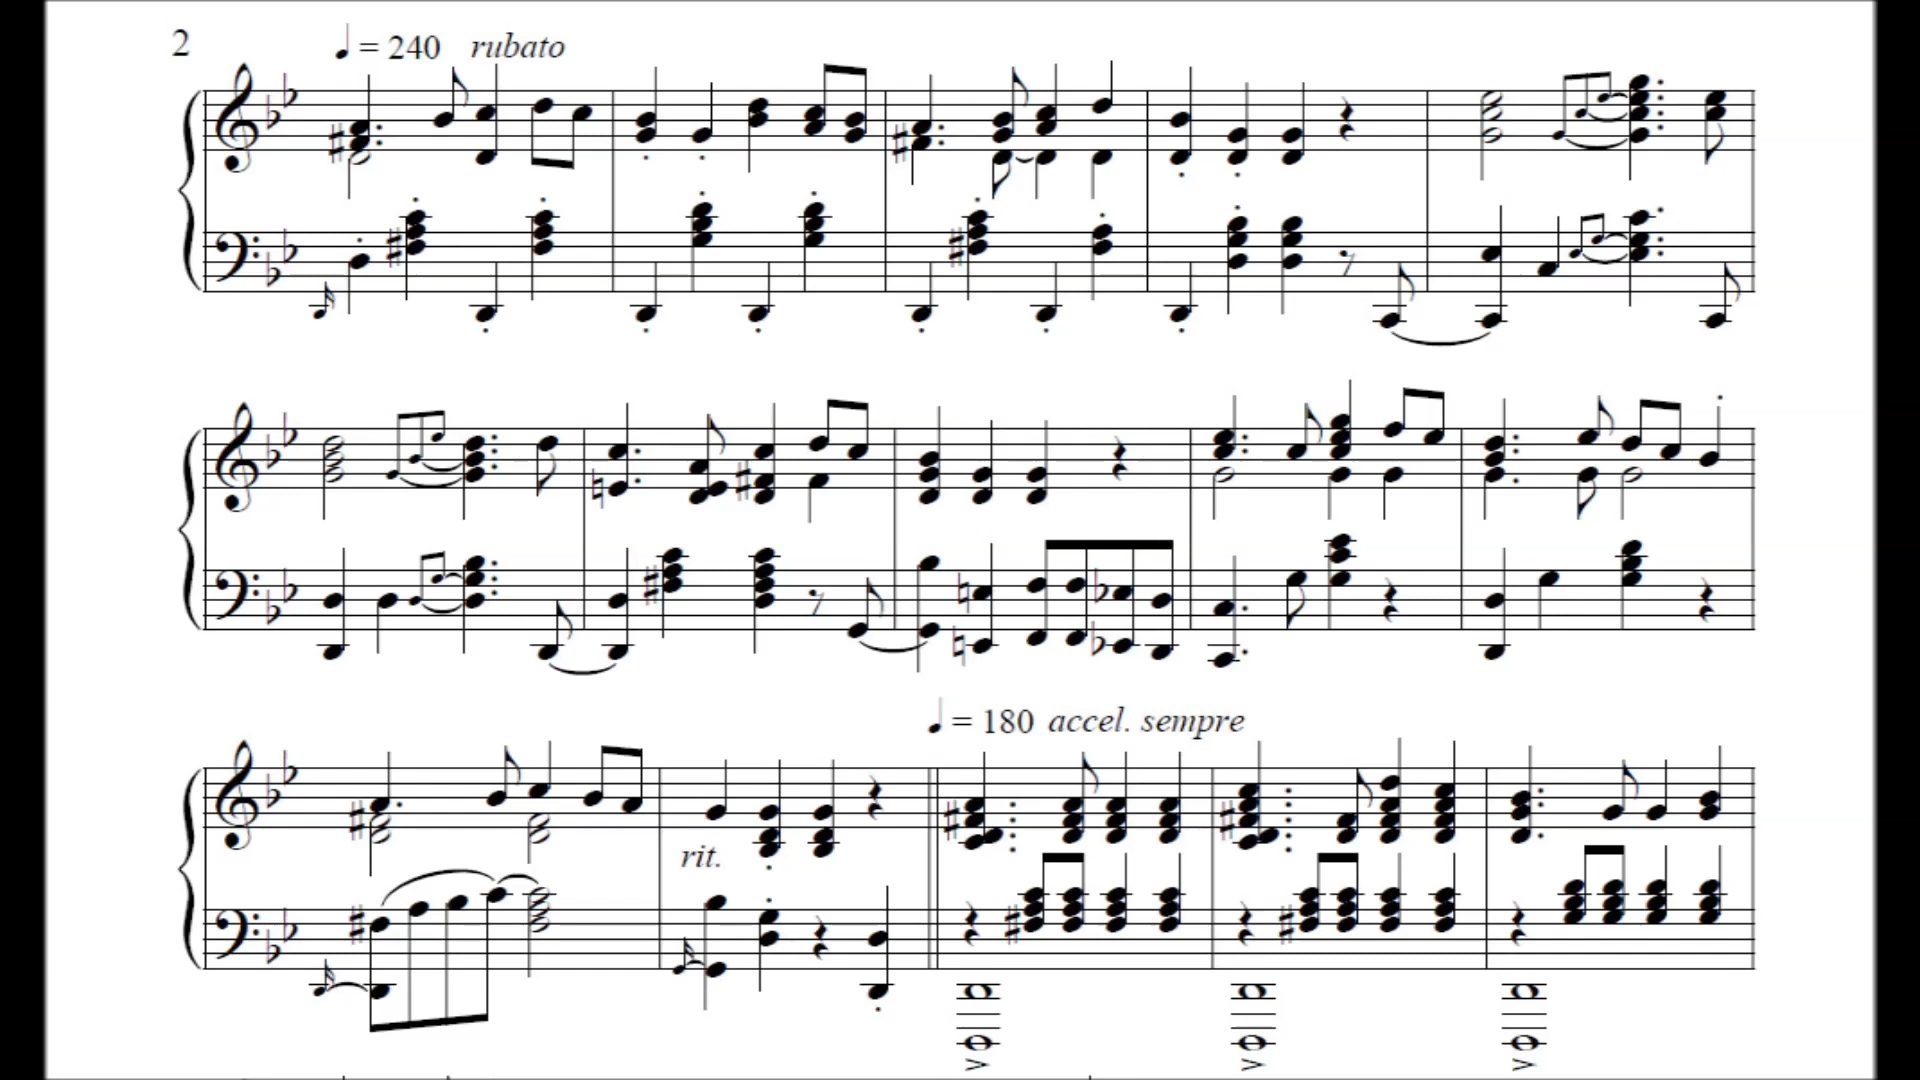 2
♩ = 240 rubato
♩ = 180 accel. sempre
rit.